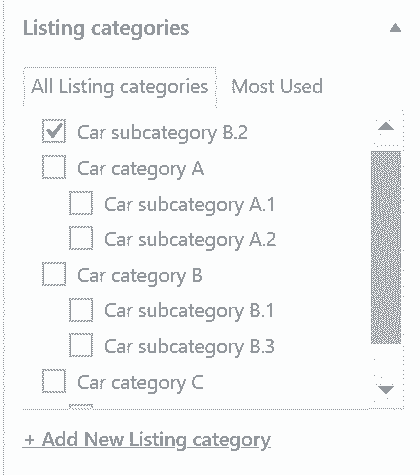 Listing categories
All Listing categories Most Used
Car subcategory B.2
Car category A
Car subcategory A.1
Car subcategory A.2
Car category B
Car subcategory B.1
Car subcategory B.3
Car category C
+ Add New Listing category